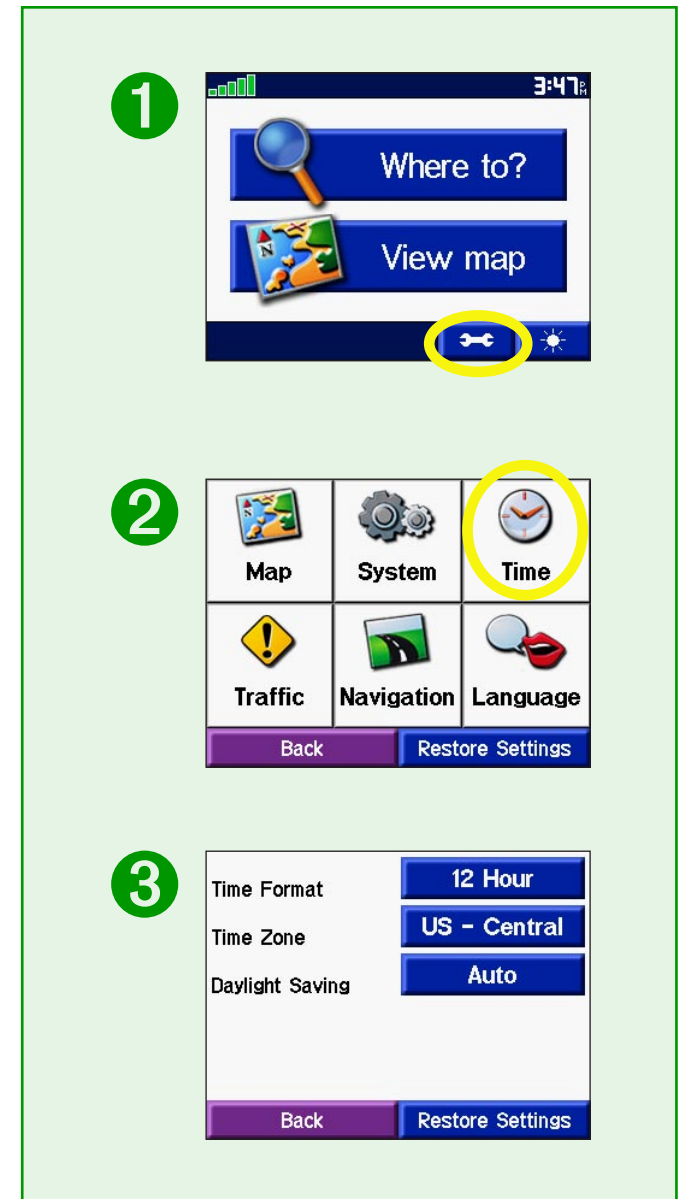 1
3:47PM
Where to?
N
View map
2
Map System Time
Traffic Navigation Language
Back Restore Settings
3
Time Format 12 Hour
Time Zone US - Central
Daylight Saving Auto
Back Restore Settings